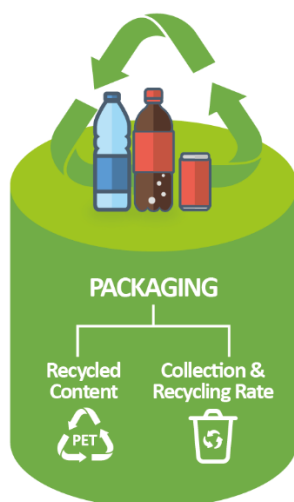 PACKAGING
Recycled
Content
Collection &
Recycling Rate
PET